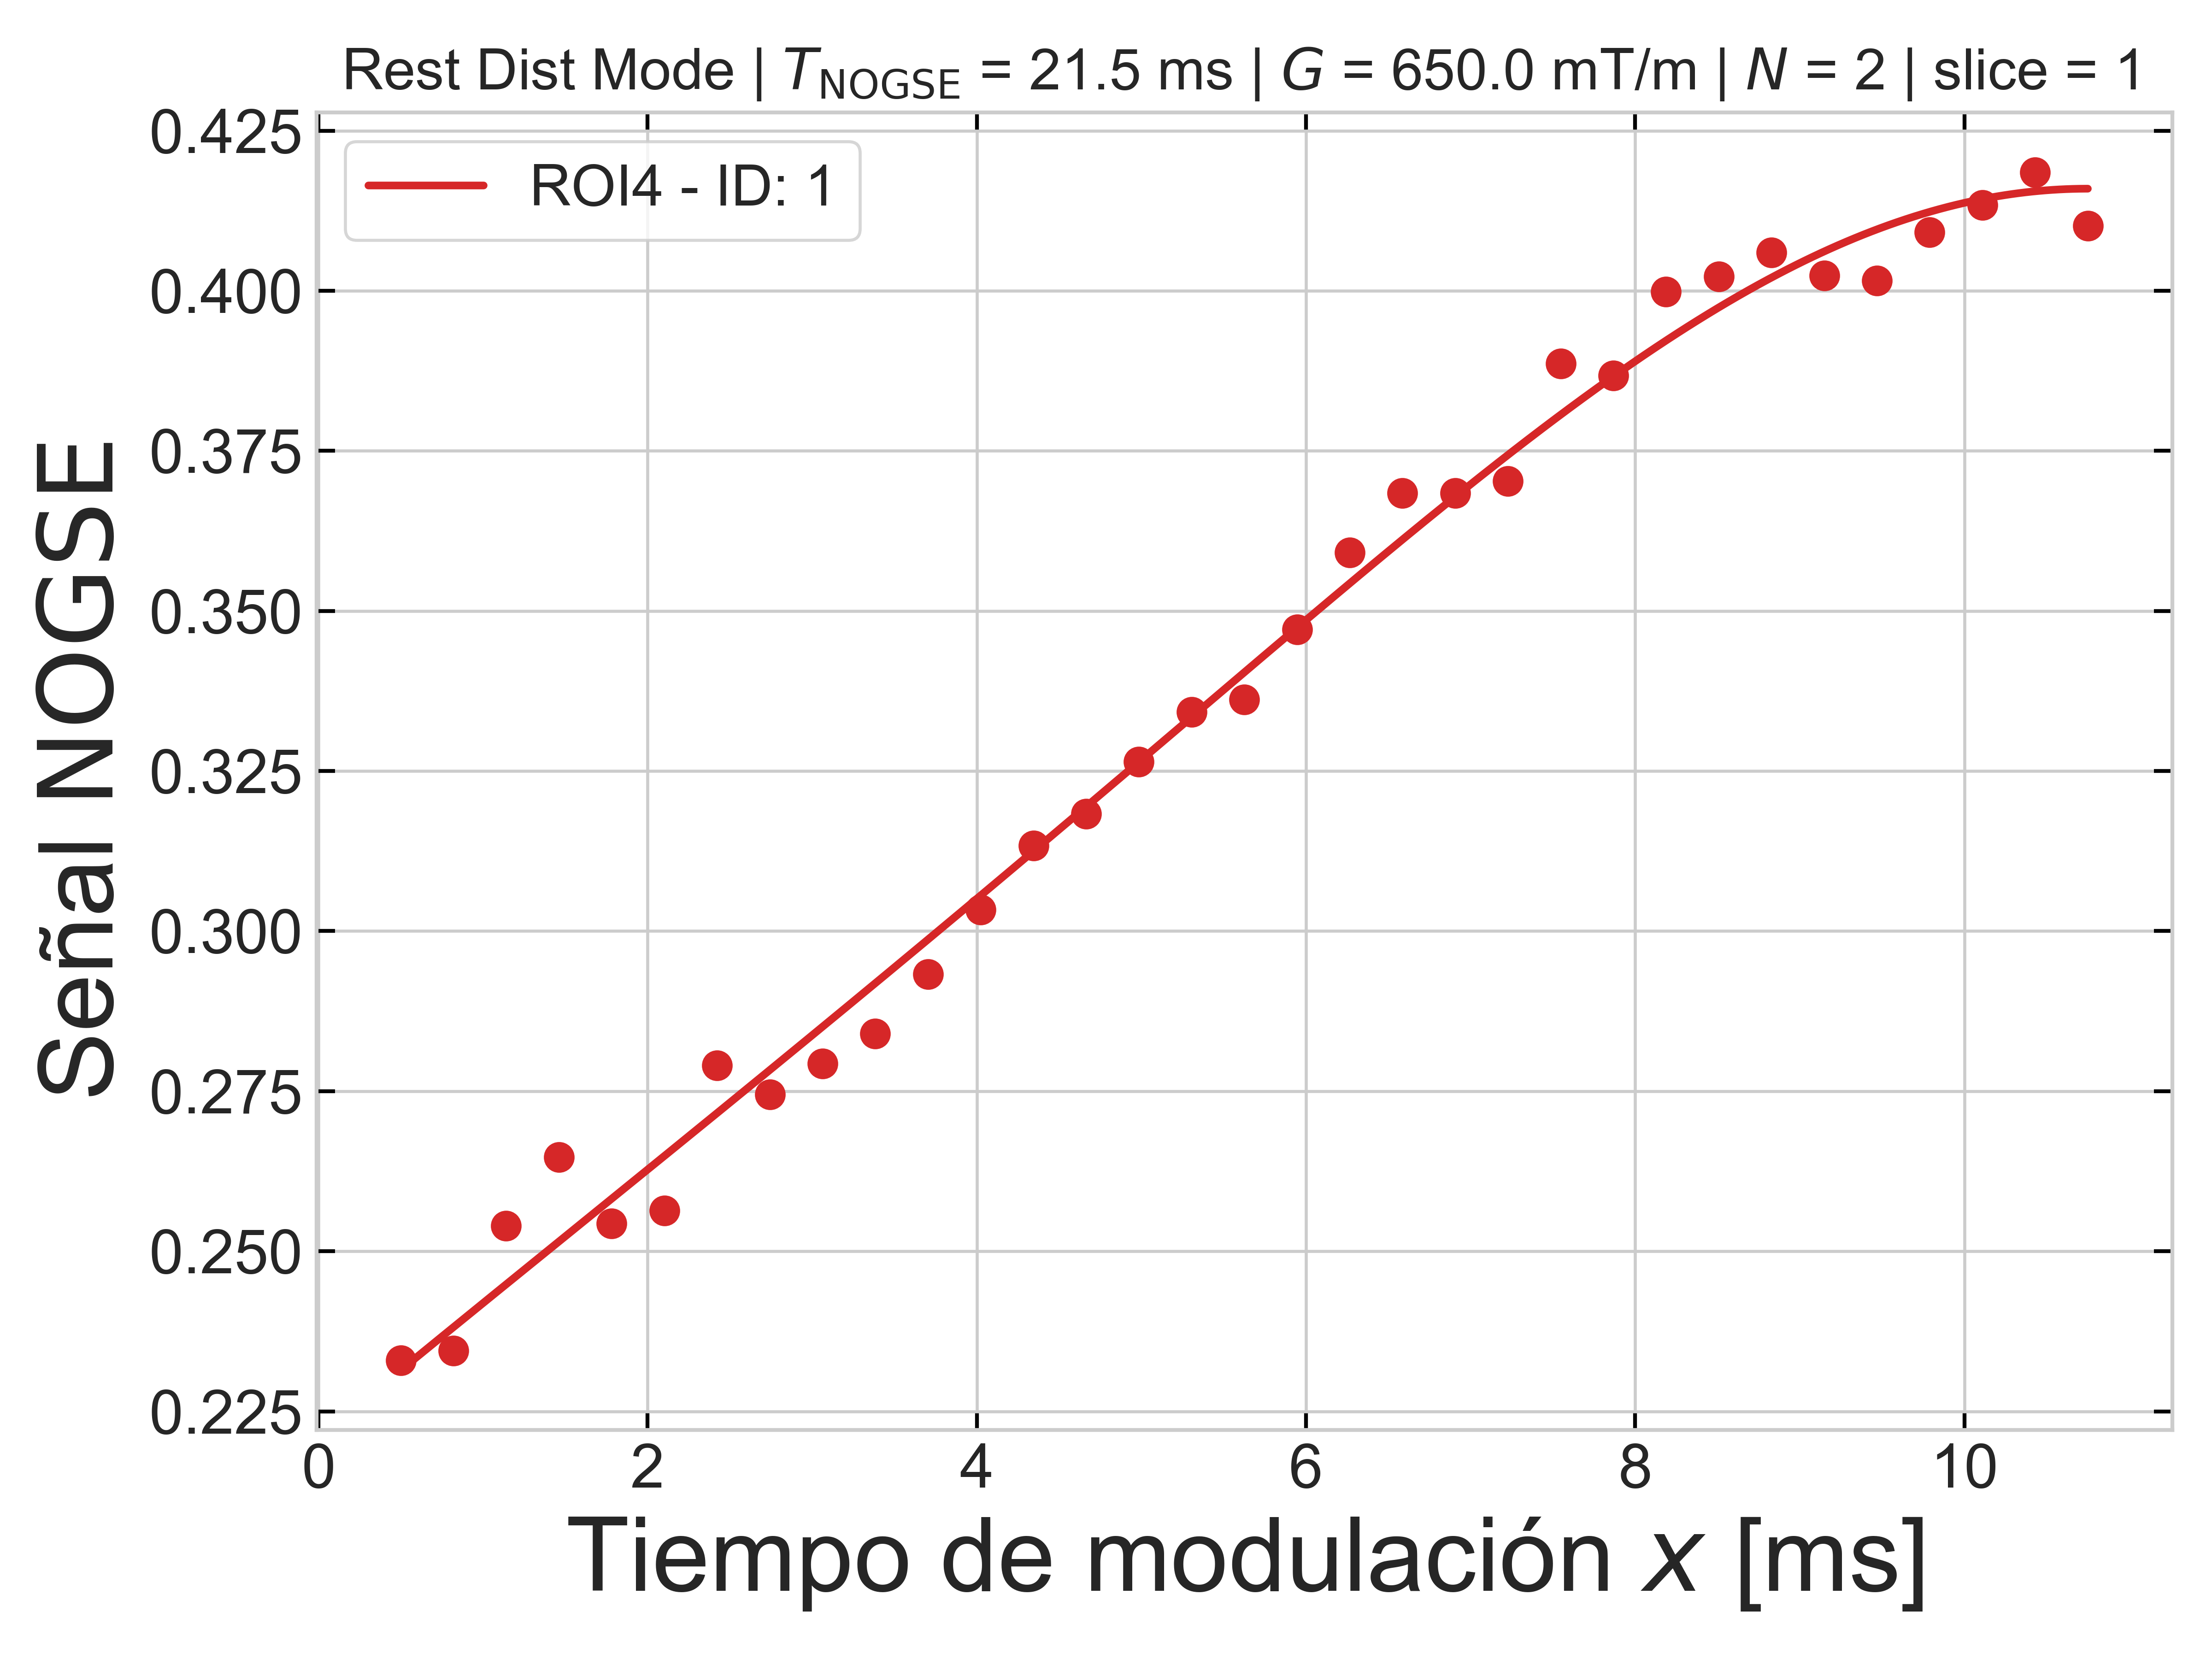 Rest Dist Mode | T_NOGSE = 21.5 ms | G = 650.0 mT/m | N = 2 | slice = 1
ROI4 - ID: 1
Señal NOGSE
0.425
0.400
0.375
0.350
0.325
0.300
0.275
0.250
0.225
0 2 4 6 8 10
Tiempo de modulación x [ms]